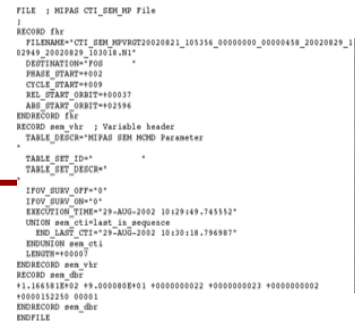 FILE ; MIPAS CTI_SEM_MP File
;
RECORD fhr
FILENAME="CTI_SEM_MPVRGT20020821_105356_00000000_00000458_20020829_1
02949_20020829_103018.N1"
DESTINATION="FOS "
PHASE_START=+002
CYCLE_START=+009
REL_START_ORBIT=+00037
ABS_START_ORBIT=+02596
ENDRECORD fhr
RECORD sem_vhr ; Variable header
TABLE_DESCR="MIPAS SEM MCMD Parameter
"
TABLE_SET_ID=" "
TABLE_SET_DESCR="
"
IFOV_SURV_OFF="0"
IFOV_SURV_ON="0"
EXECUTION_TIME="29-AUG-2002 10:29:49.745552"
UNION sem_cti=last_in_sequence
END_LAST_CTI="29-AUG-2002 10:30:18.796987"
ENDUNION sem_cti
LENGTH=+00007
ENDRECORD sem_vhr
RECORD sem_dbr
+1.166581E+02 +9.000080E+01 +0000000022 +0000000023 +0000000002
+0000152250 00001
ENDRECORD sem_dbr
ENDFILE